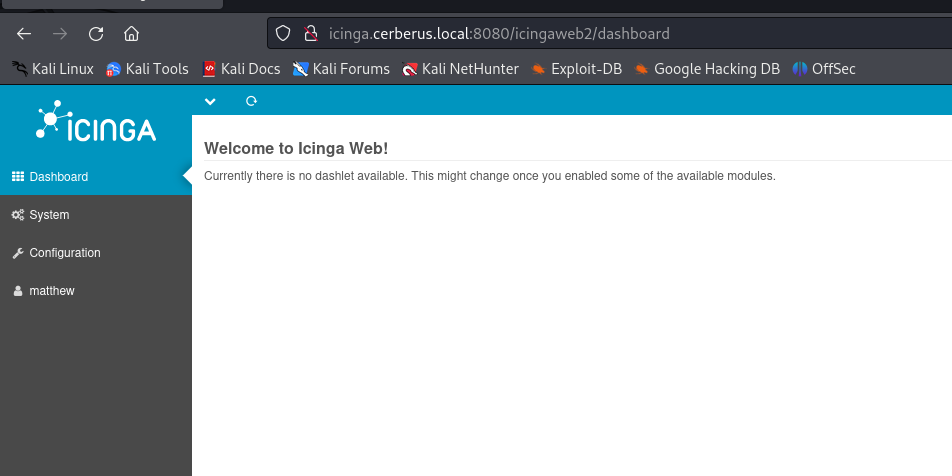 icinga.cerberus.local:8080/icingaweb2/dashboard
Kali Linux Kali Tools Kali Docs Kali Forums Kali NetHunter Exploit-DB Google Hacking DB OffSec
icinga
Welcome to Icinga Web!
Currently there is no dashlet available. This might change once you enabled some of the available modules.
Dashboard
System
Configuration
matthew